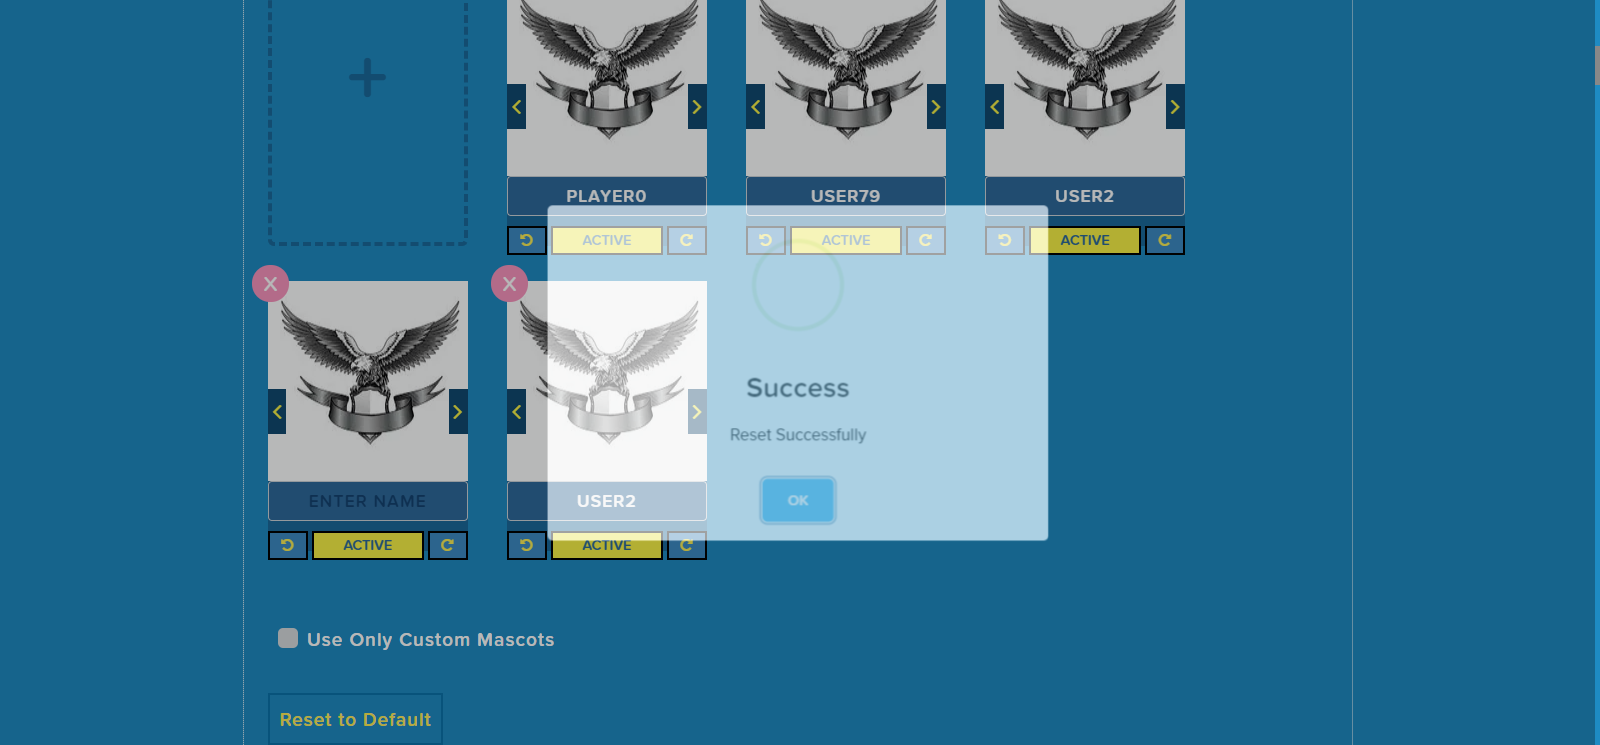 PLAYER0
USER79
USER2
ACTIVE
ACTIVE
ACTIVE
X
X
Success
Reset Successfully
OK
ENTER NAME
USER2
ACTIVE
ACTIVE
Use Only Custom Mascots
Reset to Default